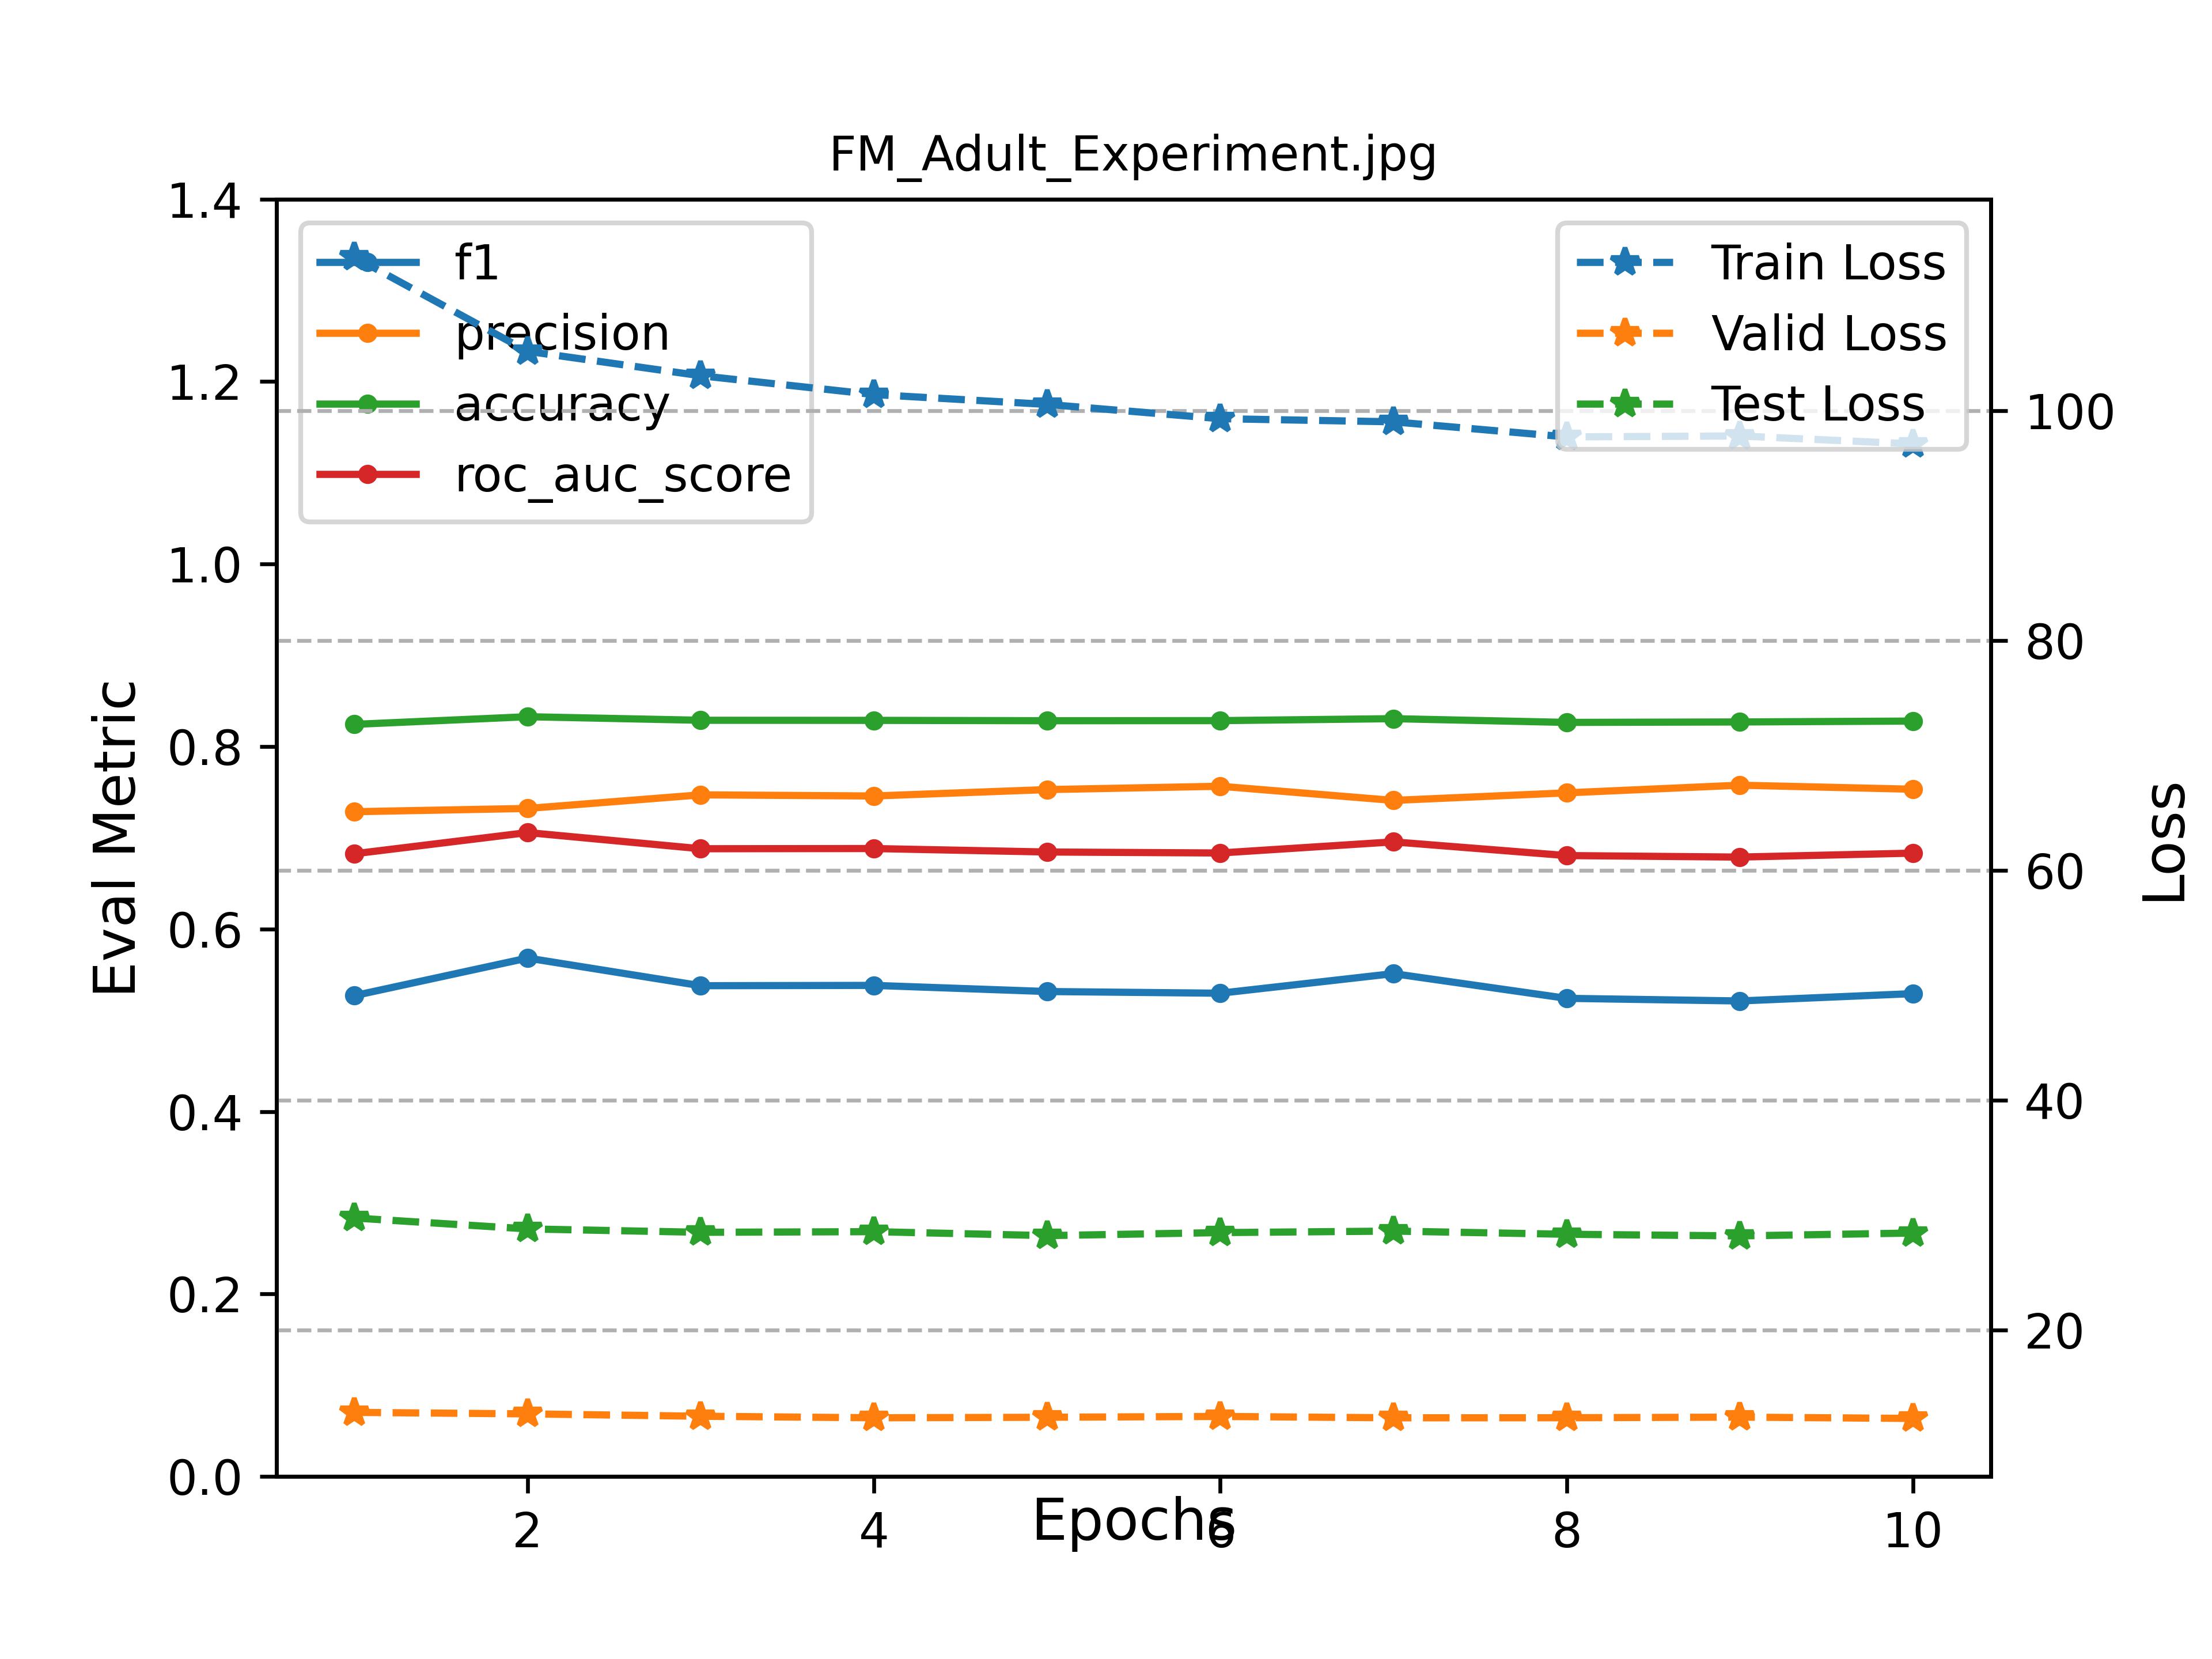 FM_Adult_Experiment.jpg
f1
precision
accuracy
roc_auc_score
Train Loss
Valid Loss
Test Loss
Eval Metric
1.4
1.2
1.0
0.8
0.6
0.4
0.2
0.0
100
80
60
40
20
Loss
2
4
6
8
10
Epochs